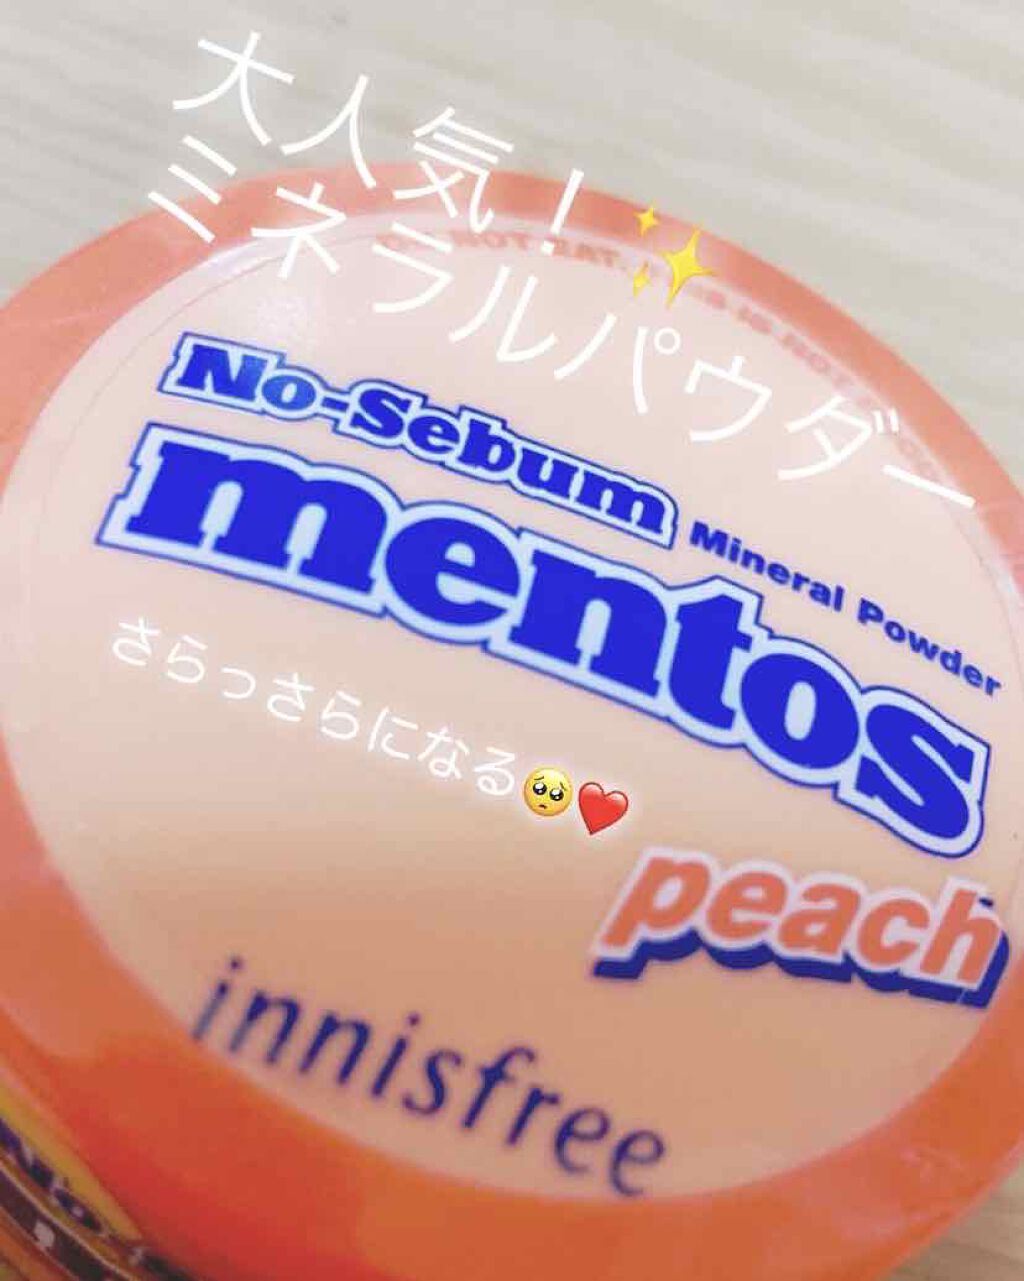 大人気！✨
ミネラルパウダー
No-Sebum
Mineral Powder
mentos
さらっさらになる🥺❤️
peach
innisfree
No